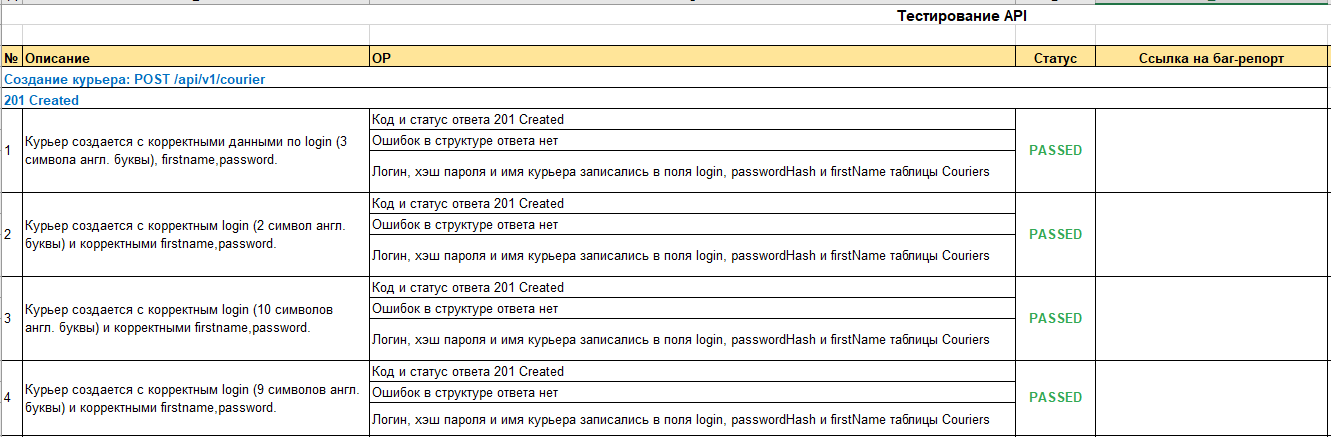 Тестирование API
№ Описание ОР Статус Ссылка на баг-репорт
Создание курьера: POST /api/v1/courier
201 Created
1
Курьер создается с корректными данными по login (3
символа англ. буквы), firstname,password.
Код и статус ответа 201 Created
Ошибок в структуре ответа нет
Логин, хэш пароля и имя курьера записались в поля login, passwordHash и firstName таблицы Couriers
PASSED
2
Курьер создается с корректным login (2 символ англ.
буквы) и корректными firstname,password.
Код и статус ответа 201 Created
Ошибок в структуре ответа нет
Логин, хэш пароля и имя курьера записались в поля login, passwordHash и firstName таблицы Couriers
PASSED
3
Курьер создается с корректным login (10 символов
англ. буквы) и корректными firstname,password.
Код и статус ответа 201 Created
Ошибок в структуре ответа нет
Логин, хэш пароля и имя курьера записались в поля login, passwordHash и firstName таблицы Couriers
PASSED
4
Курьер создается с корректным login (9 символов англ.
буквы) и корректными firstname,password.
Код и статус ответа 201 Created
Ошибок в структуре ответа нет
Логин, хэш пароля и имя курьера записались в поля login, passwordHash и firstName таблицы Couriers
PASSED